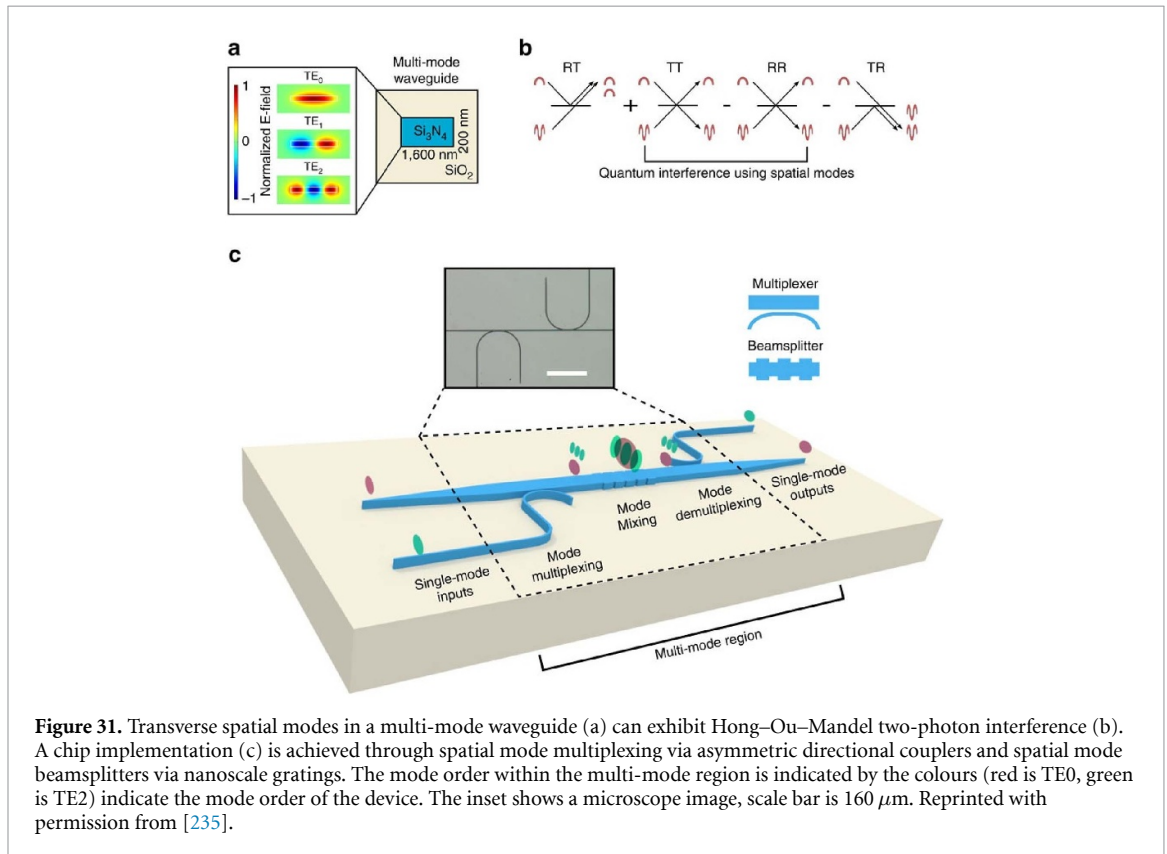 a
Normalized E-field
1
0
−1
TE0
TE1
TE2
Multi-mode
waveguide
Si3N4
200 nm
1,600 nm
SiO2
b
RT
TT
RR
TR
+
-
-
Quantum interference using spatial modes
c
Multiplexer
Beamsplitter
Single-mode
inputs
Mode
multiplexing
Mode
Mixing
Mode
demultiplexing
Single-mode
outputs
Multi-mode region
Figure 31. Transverse spatial modes in a multi-mode waveguide (a) can exhibit Hong–Ou–Mandel two-photon interference (b).
A chip implementation (c) is achieved through spatial mode multiplexing via asymmetric directional couplers and spatial mode
beamsplitters via nanoscale gratings. The mode order within the multi-mode region is indicated by the colours (red is TE0, green
is TE2) indicate the mode order of the device. The inset shows a microscope image, scale bar is 160 μm. Reprinted with
permission from [235].